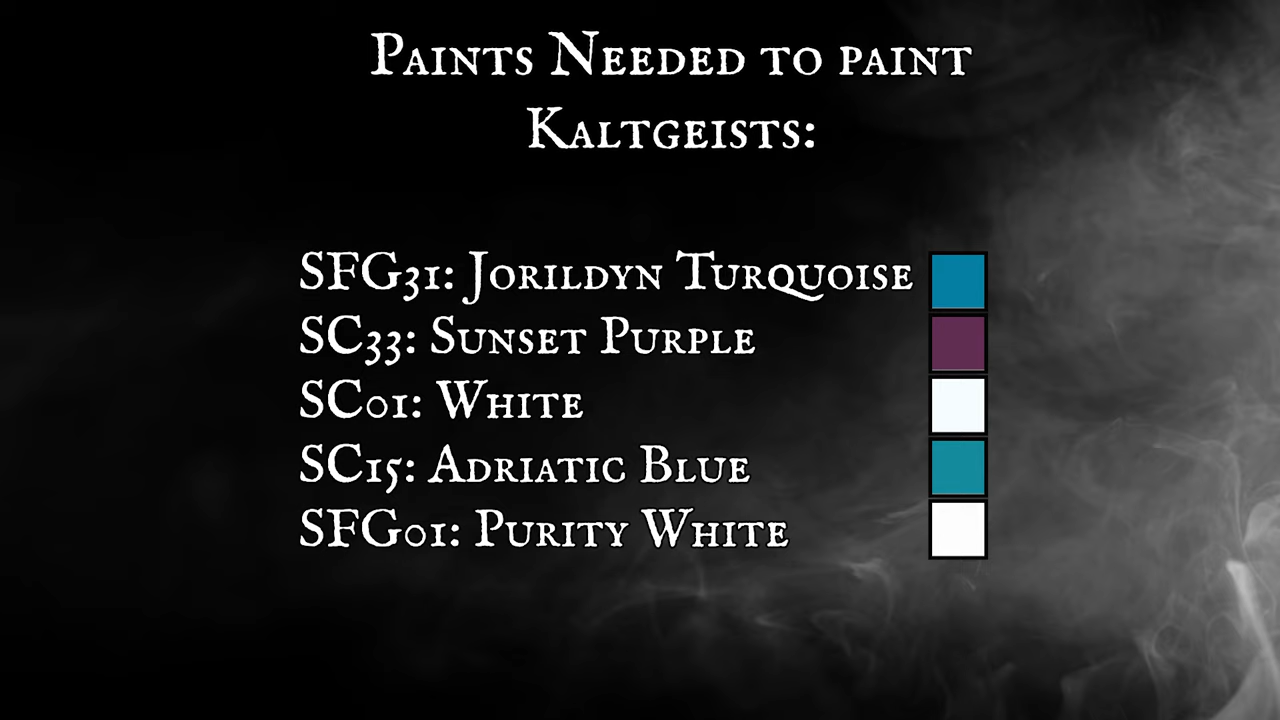 Paints Needed to paint
Kaltgeists:
SFG31: Jorildyn Turquoise
SC33: Sunset Purple
SC01: White
SC15: Adriatic Blue
SFG01: Purity White